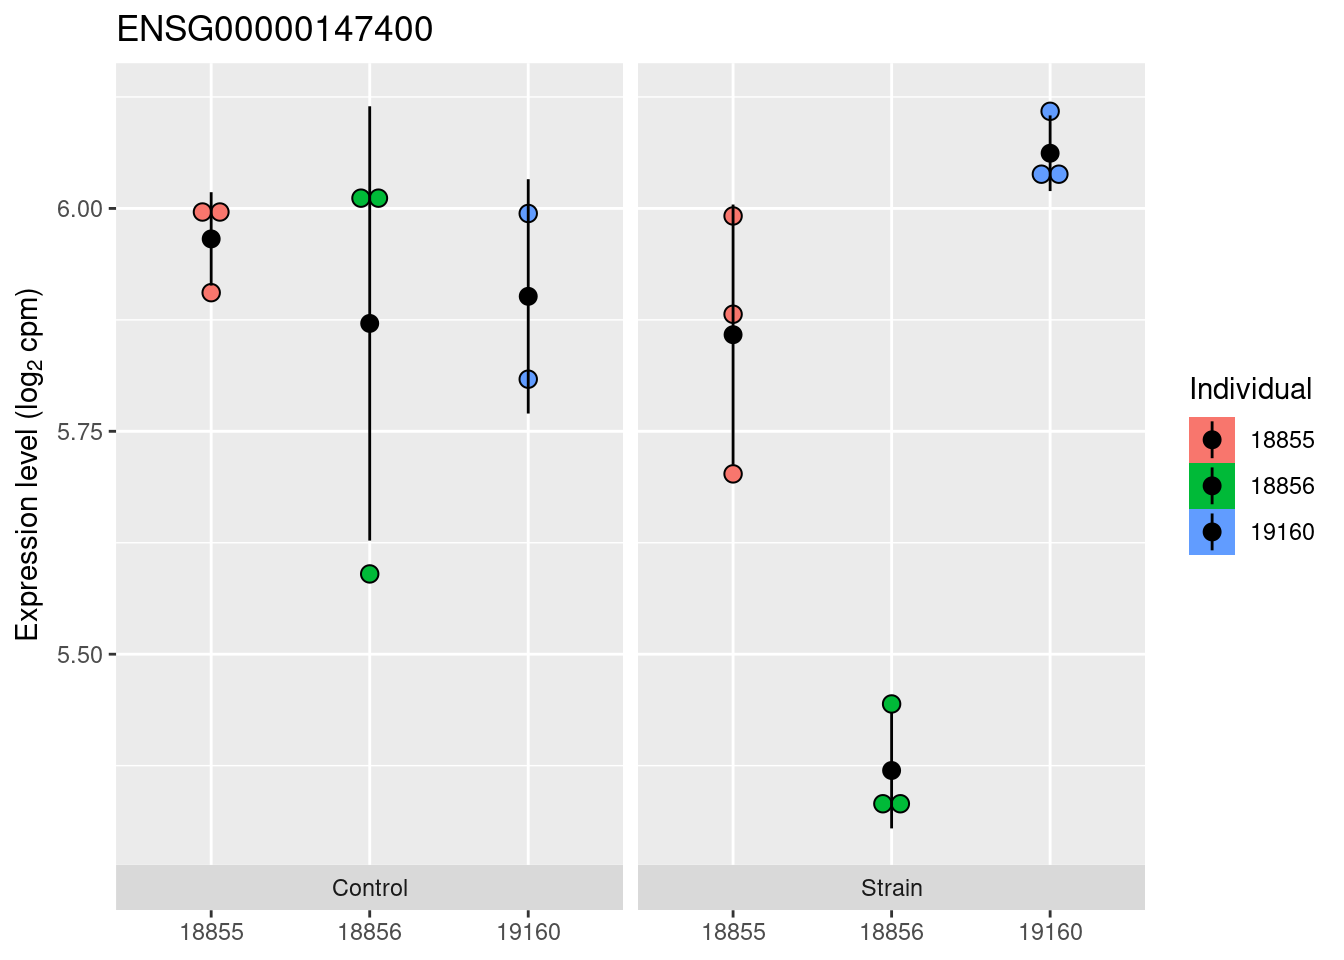 ENSG00000147400
Expression level (log₂ cpm)
6.00
5.75
5.50
Control
Strain
18855
18856
19160
18855
18856
19160
Individual
18855
18856
19160